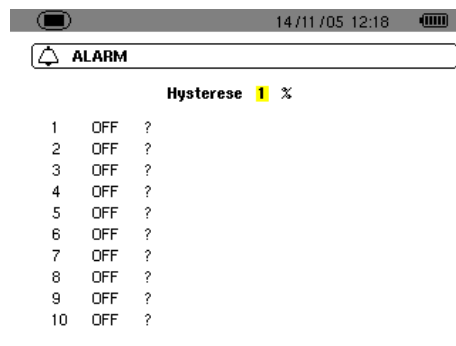 14/11/05 12:18
ALARM
Hysterese 1 %
1 OFF ?
2 OFF ?
3 OFF ?
4 OFF ?
5 OFF ?
6 OFF ?
7 OFF ?
8 OFF ?
9 OFF ?
10 OFF ?